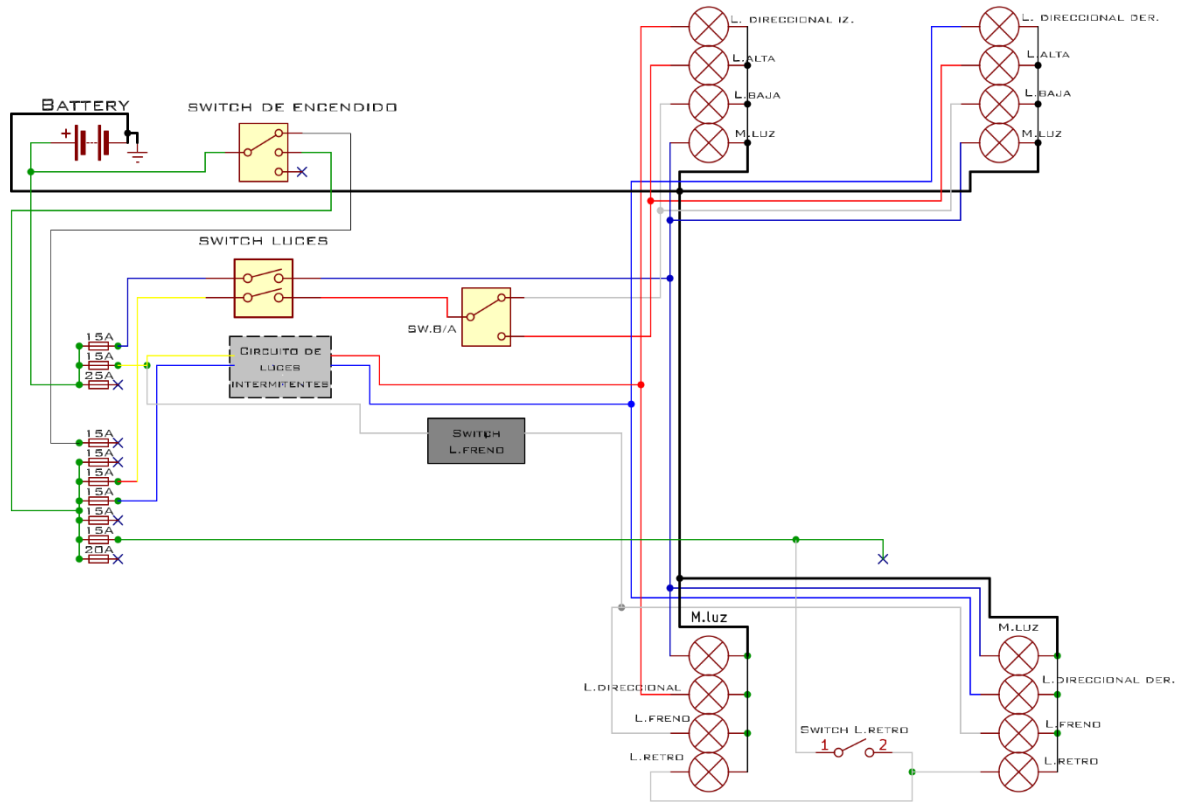 L. DIRECCIONAL IZ.
L. DIRECCIONAL DER.
L.ALTA
L.ALTA
L.BAJA
L.BAJA
BATTERY
SWITCH DE ENCENDIDO
+
M.LUZ
M.LUZ
SWITCH LUCES
SW.B/A
15A
15A
25A
CIRCUITO DE
LUCES
INTERMITENTES
SWITCH
L.FRENO
15A
15A
15A
15A
15A
15A
20A
M.luz
M.LUZ
L.DIRECCIONAL
L.DIRECCIONAL DER.
L.FRENO
L.FRENO
SWITCH L.RETRO
1 2
L.RETRO
L.RETRO